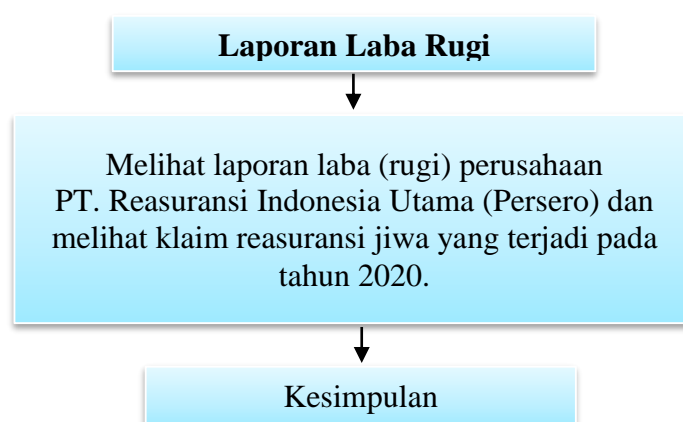 Laporan Laba Rugi
Melihat laporan laba (rugi) perusahaan
PT. Reasuransi Indonesia Utama (Persero) dan
melihat klaim reasuransi jiwa yang terjadi pada
tahun 2020.
Kesimpulan